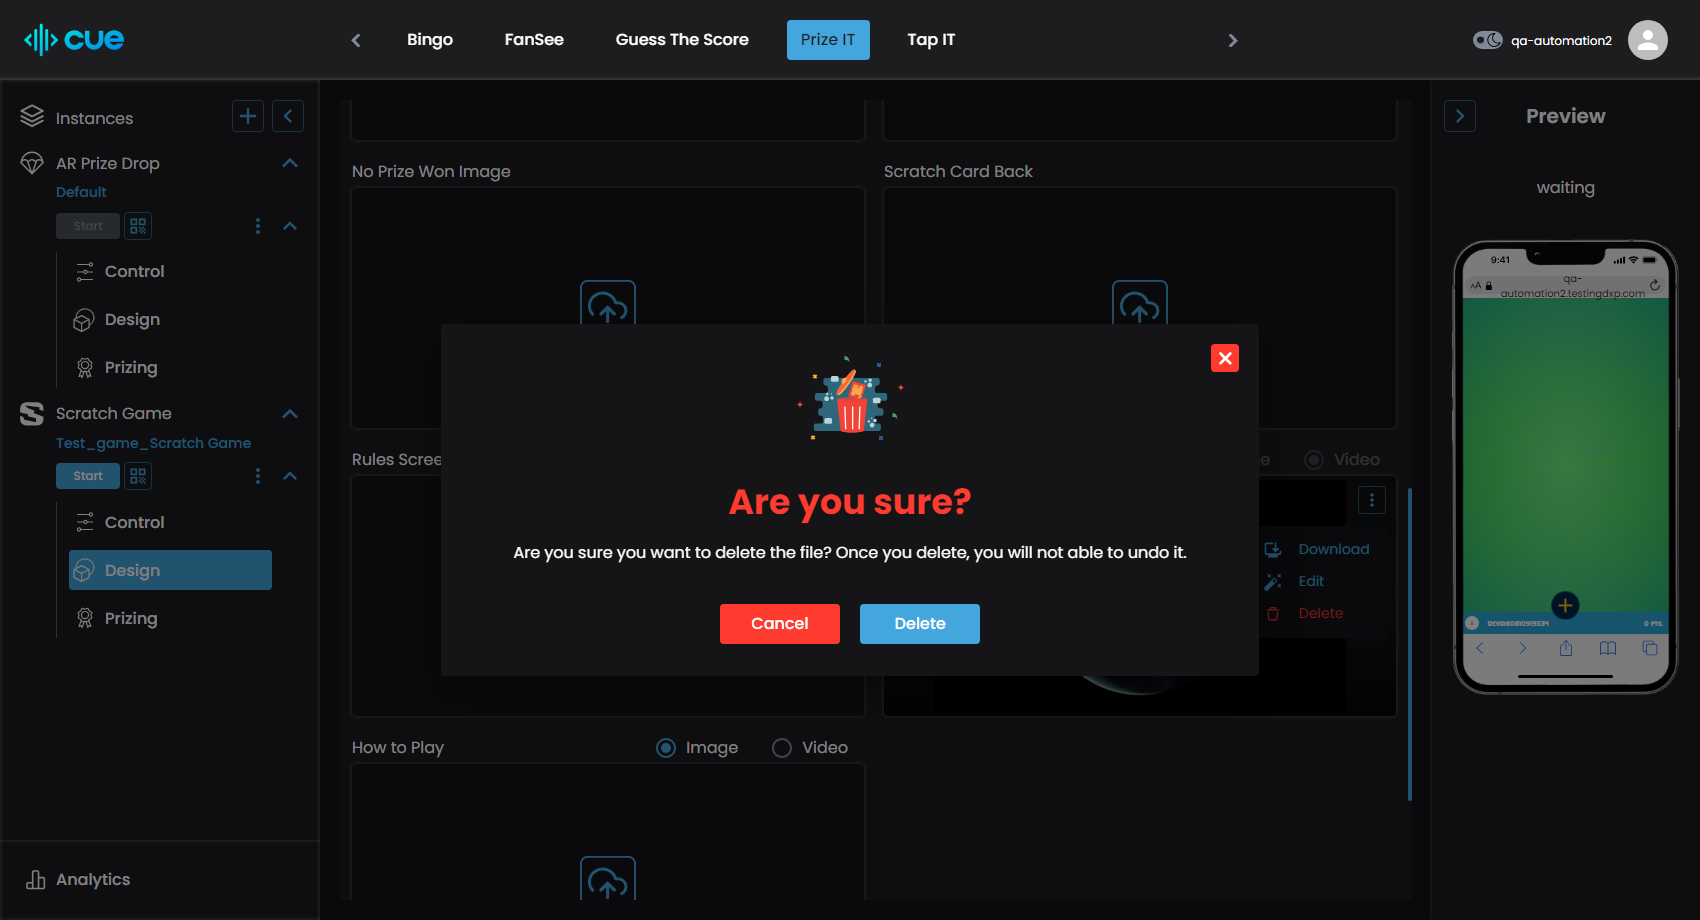 cue
Bingo
FanSee
Guess The Score
Prize IT
Tap IT
qa-automation2
Instances
AR Prize Drop
Default
Start
Control
Design
Prizing
Scratch Game
Test_game_Scratch Game
Start
Control
Design
Prizing
Analytics
No Prize Won Image
Scratch Card Back
Rules Scree
e
Video
Download
Edit
Delete
How to Play
Image
Video
Are you sure?
Are you sure you want to delete the file? Once you delete, you will not able to undo it.
Cancel
Delete
Preview
waiting
9:41
AA
qa-
automation2.testingdxp.com
0 PTS.